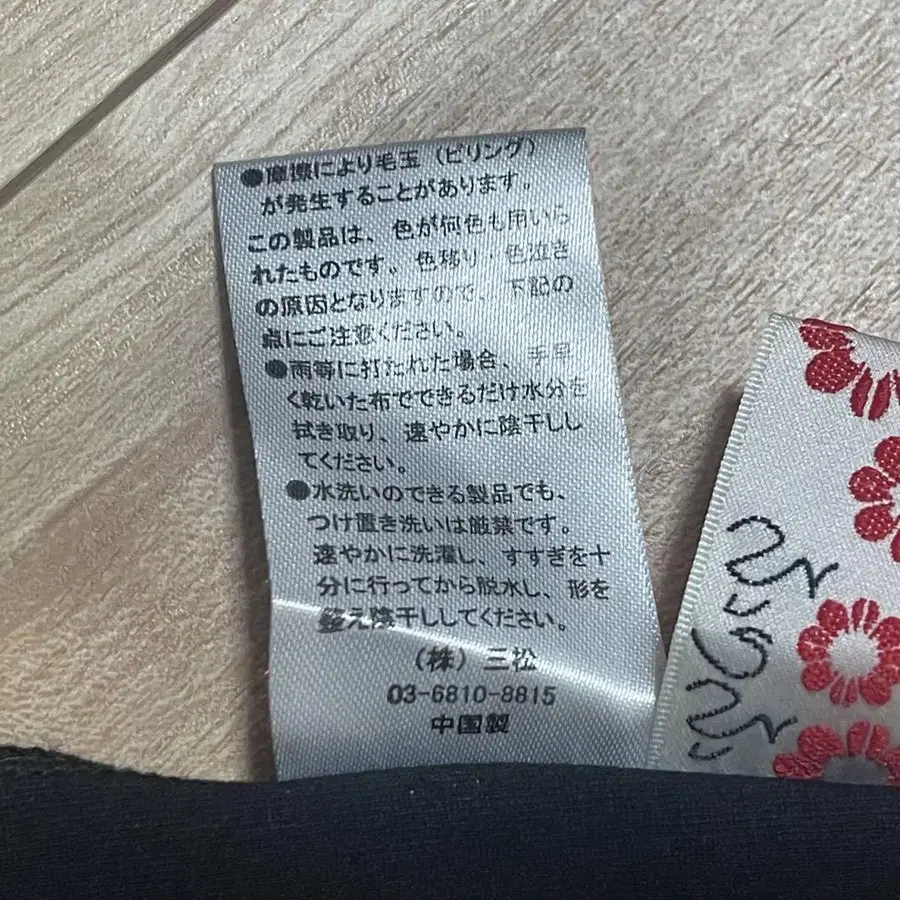 ●摩擦により毛玉（ピリング）
が発生することがあります。
この製品は、色が何色も用いら
れたものです。色移り・色泣き
の原因となりますので、下記の
点にご注意ください。
●雨等に打たれた場合、手早
く乾いた布でできるだけ水分を
拭き取り、速やかに陰干しし
てください。
●水洗いのできる製品でも、
つけ置き洗いは厳禁です。
速やかに洗濯し、すすぎを十
分に行ってから脱水し、形を
整え陰干ししてください。
（株）三松
03-6810-8815
中国製